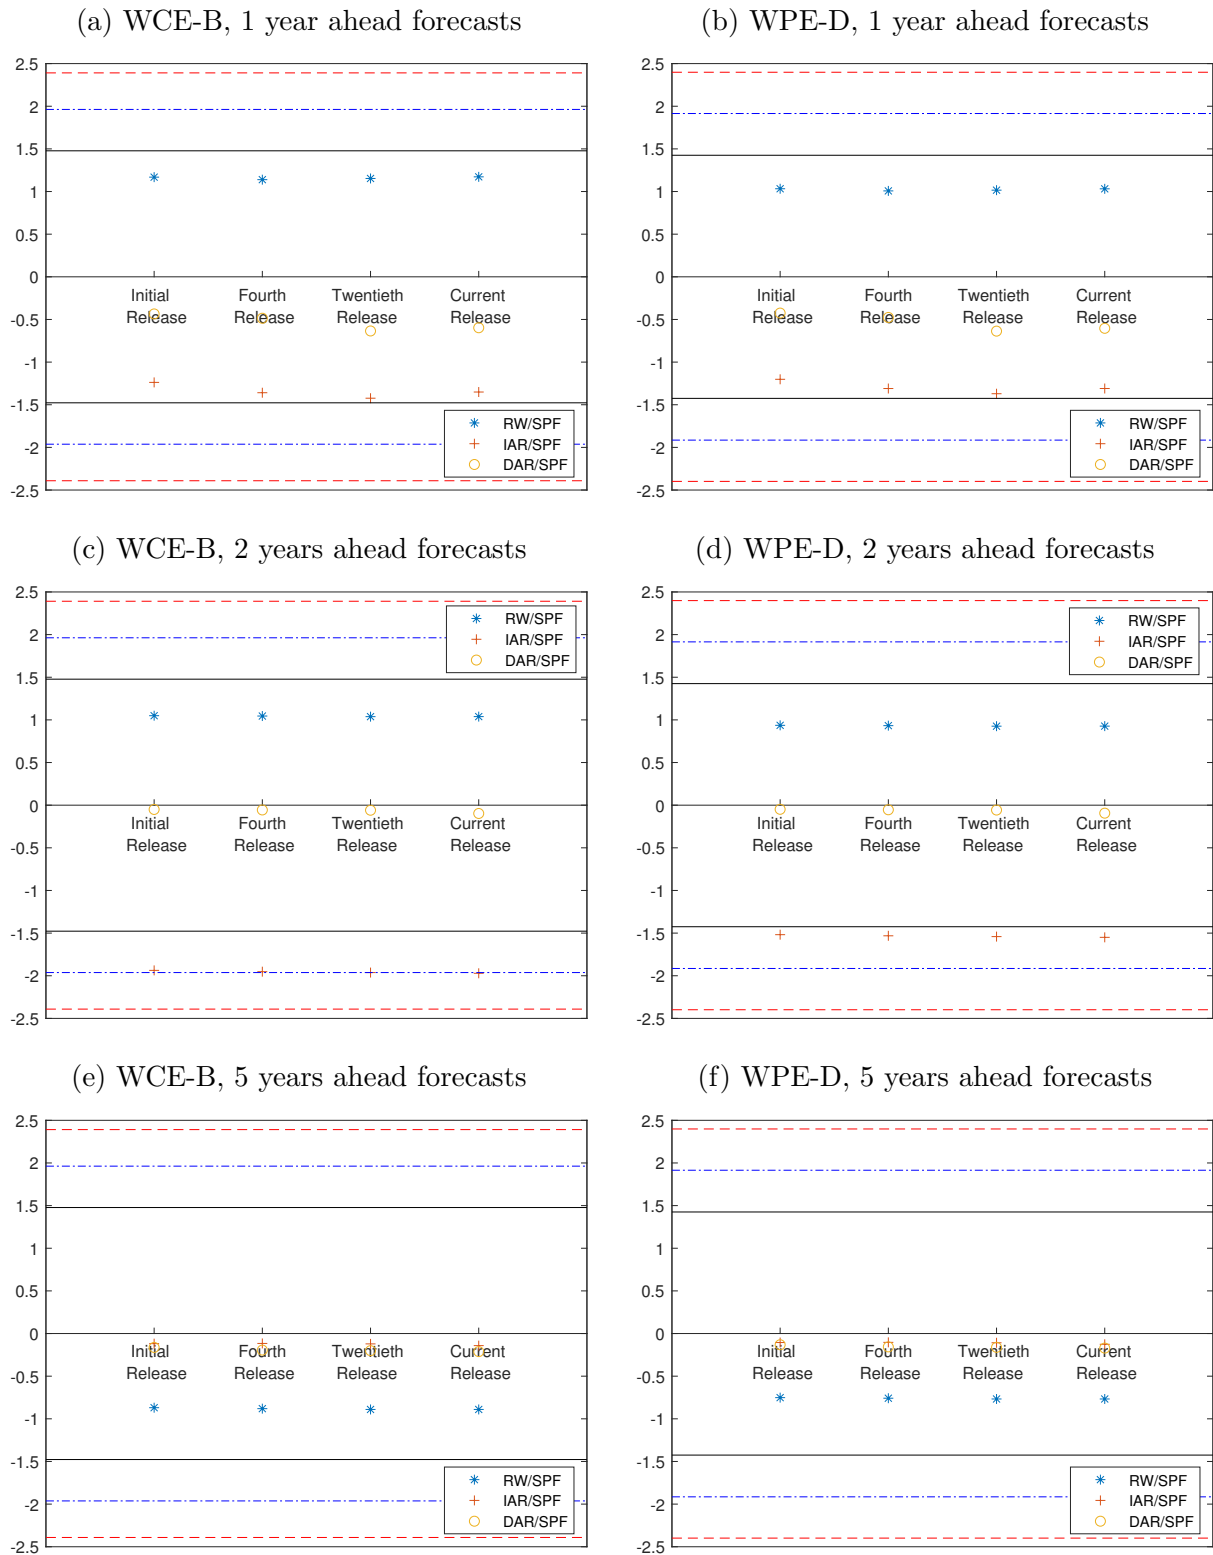 (a) WCE-B, 1 year ahead forecasts
2.5
2
1.5
1
0.5
0
-0.5
-1
-1.5
-2
-2.5
Initial Release
Fourth Release
Twentieth Release
Current Release
RW/SPF
IAR/SPF
DAR/SPF
(b) WPE-D, 1 year ahead forecasts
2.5
2
1.5
1
0.5
0
-0.5
-1
-1.5
-2
-2.5
Initial Release
Fourth Release
Twentieth Release
Current Release
RW/SPF
IAR/SPF
DAR/SPF
(c) WCE-B, 2 years ahead forecasts
2.5
2
1.5
1
0.5
0
-0.5
-1
-1.5
-2
-2.5
Initial Release
Fourth Release
Twentieth Release
Current Release
RW/SPF
IAR/SPF
DAR/SPF
(d) WPE-D, 2 years ahead forecasts
2.5
2
1.5
1
0.5
0
-0.5
-1
-1.5
-2
-2.5
Initial Release
Fourth Release
Twentieth Release
Current Release
RW/SPF
IAR/SPF
DAR/SPF
(e) WCE-B, 5 years ahead forecasts
2.5
2
1.5
1
0.5
0
-0.5
-1
-1.5
-2
-2.5
Initial Release
Fourth Release
Twentieth Release
Current Release
RW/SPF
IAR/SPF
DAR/SPF
(f) WPE-D, 5 years ahead forecasts
2.5
2
1.5
1
0.5
0
-0.5
-1
-1.5
-2
-2.5
Initial Release
Fourth Release
Twentieth Release
Current Release
RW/SPF
IAR/SPF
DAR/SPF